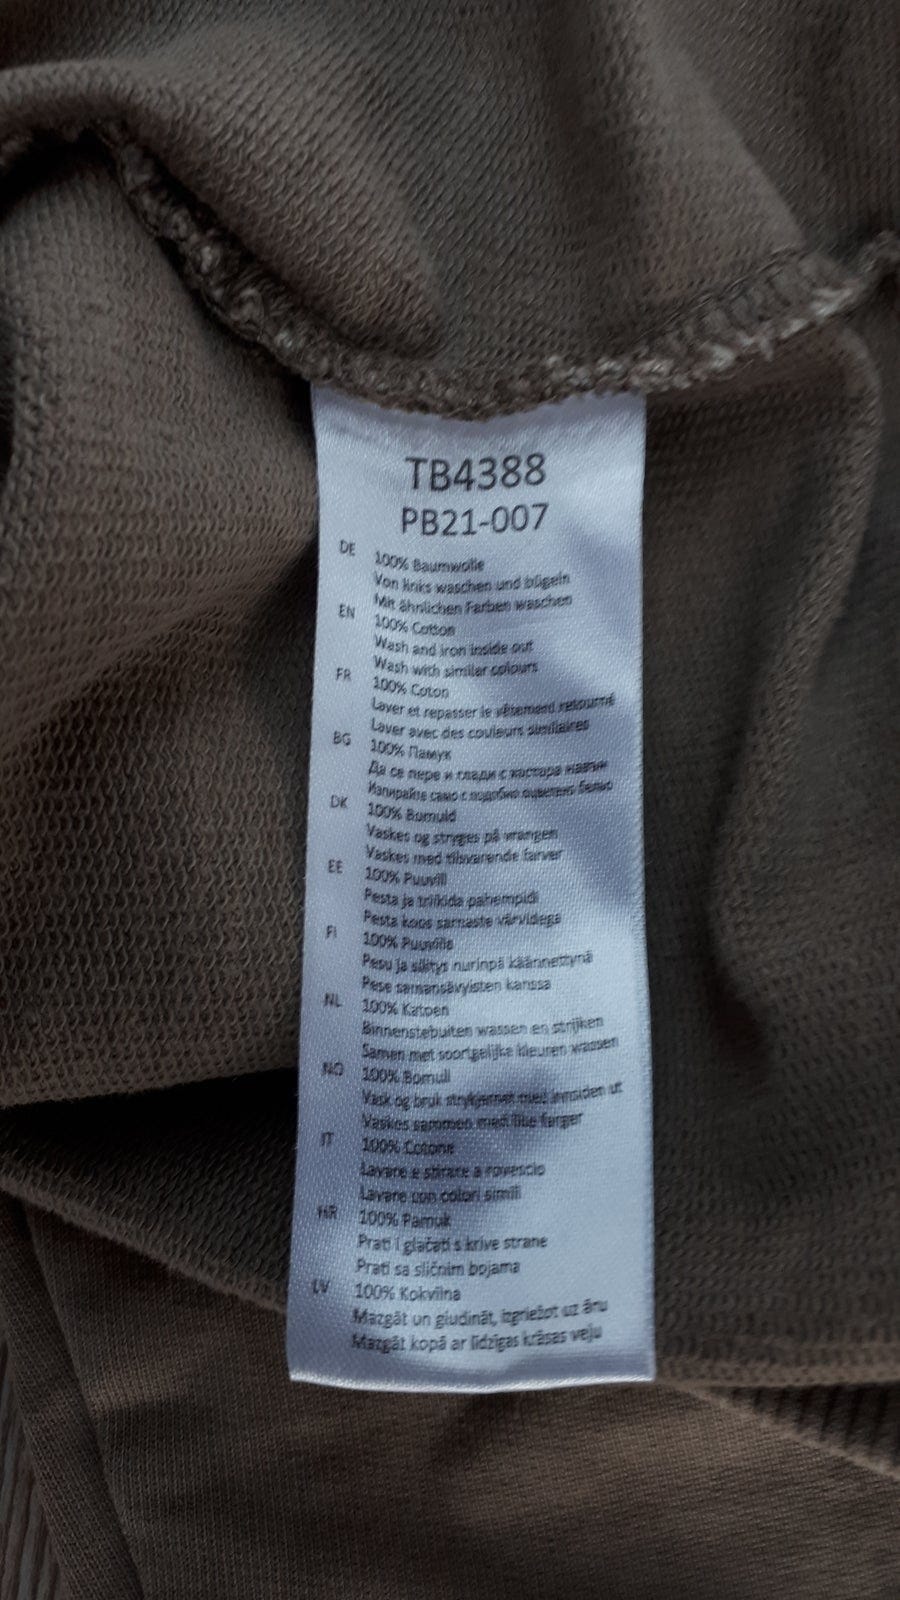 TB4388
PB21-007
DE 100% Baumwolle
Von links waschen und bügeln
Mit ähnlichen Farben waschen
EN 100% Cotton
Wash and iron inside out
Wash with similar colours
FR 100% Coton
Laver et repasser le vêtement retourné
Laver avec des couleurs similaires
BG 100% Памук
Да се пере и глади с хастара навън
Изпирайте само с подобно оцветено бельо
DK 100% Bomuld
Vaskes og stryges på vrangen
Vaskes med tilsvarende farver
EE 100% Puuvill
Pesta ja triikida pahempidi
Pesta koos sarnaste värvidega
FI 100% Puuvilla
Pesu ja silitys nurinpä käännettynä
Pese samansävyisten kanssa
NL 100% Katoen
Binnenstebuiten wassen en strijken
Samen met soortgelijke kleuren wassen
NO 100% Bomull
Vask og bruk strykjernet med innsiden ut
Vaskes sammen med like farger
IT 100% Cotone
Lavare e stirare a rovescio
Lavare con colori simili
HR 100% Pamuk
Prati i glačati s krive strane
Prati sa sličnim bojama
LV 100% Kokvilna
Mazgāt un gludināt, izgriežot uz āru
Mazgāt kopā ar līdzīgas krāsas veļu